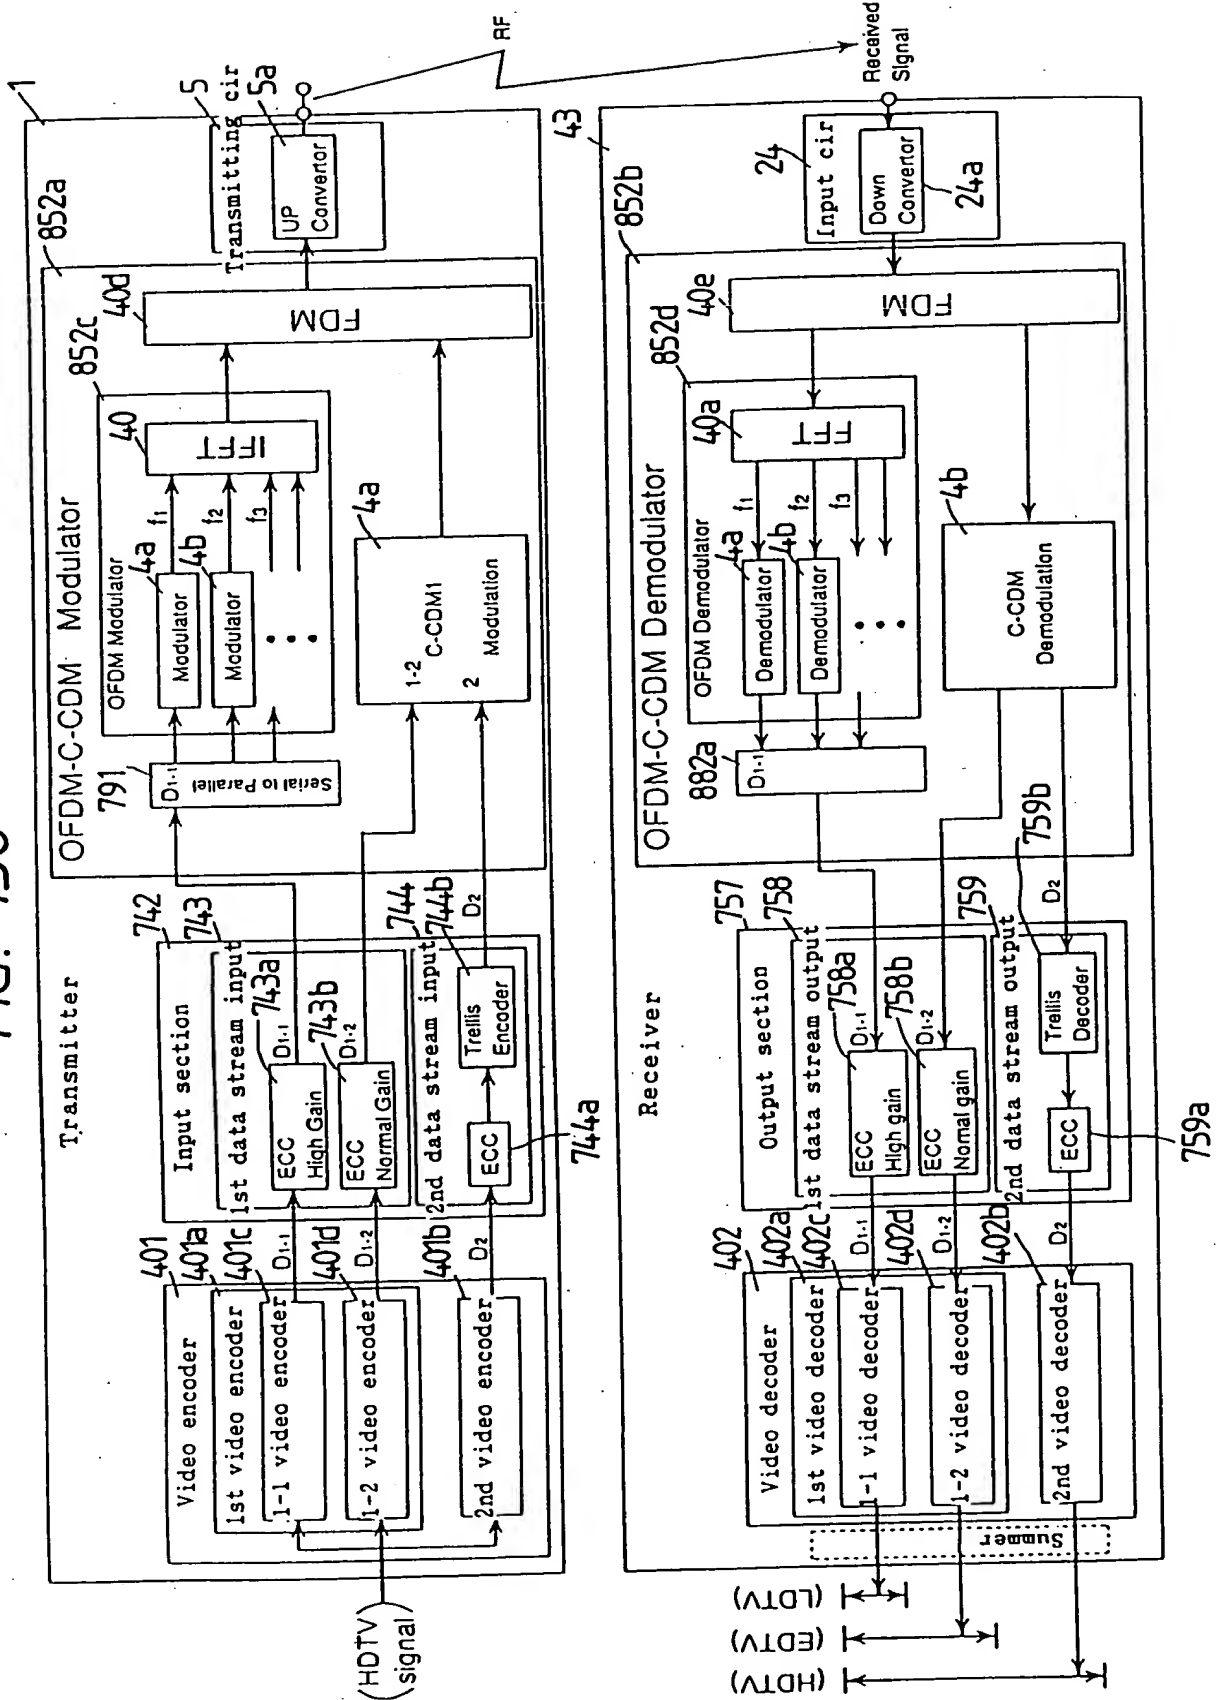 Transmitter
1
(HDTV signal)
Video encoder
401
1st video encoder
401a
1-1 video encoder
401c
1-2 video encoder
401d
2nd video encoder
401b
D1-1
D1-2
D2
Input section
742
1st data stream input
743
ECC
High Gain
743a
ECC
Normal Gain
743b
2nd data stream input
744
ECC
744a
Trellis
Encoder
744b
D1-1
D1-2
D2
OFDM-C-CDM Modulator
852a
791
D1-1
Serial to Parallel
OFDM Modulator
852c
Modulator
4a
Modulator
4b
f1
f2
f3
IFFT
40
1-2
C-CDM1
2
Modulation
4a
FDM
40d
Transmitting cir
5
UP
Convertor
5a
RF
Received
Signal
Receiver
43
Input cir
24
Down
Convertor
24a
OFDM-C-CDM Demodulator
852b
FDM
40e
OFDM Demodulator
852d
FFT
40a
f1
f2
f3
Demodulator
4a
Demodulator
4b
D1-1
882a
C-CDM
Demodulation
4b
Output section
757
1st data stream output
758
ECC
High gain
758a
ECC
Normal gain
758b
2nd data stream output
759
Trellis
Decoder
759b
ECC
759a
D1-1
D1-2
D2
Video decoder
402
1st video decoder
402a
1-1 video decoder
402c
1-2 video decoder
402d
2nd video decoder
402b
D1-1
D1-2
D2
Summer
(LDTV)
(EDTV)
(HDTV)